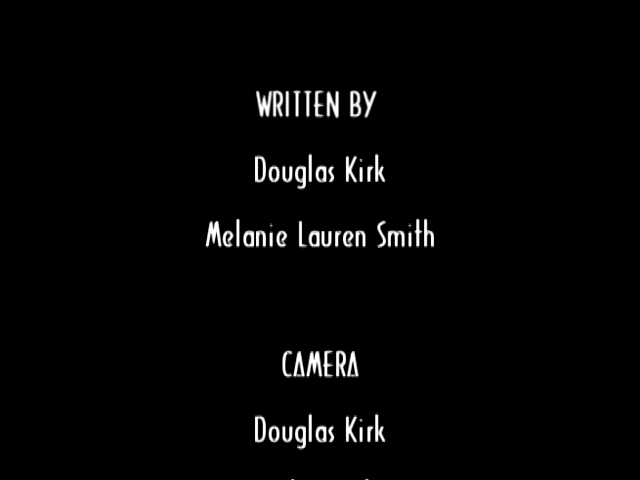 WRITTEN BY
Douglas Kirk
Melanie Lauren Smith
CAMERA
Douglas Kirk